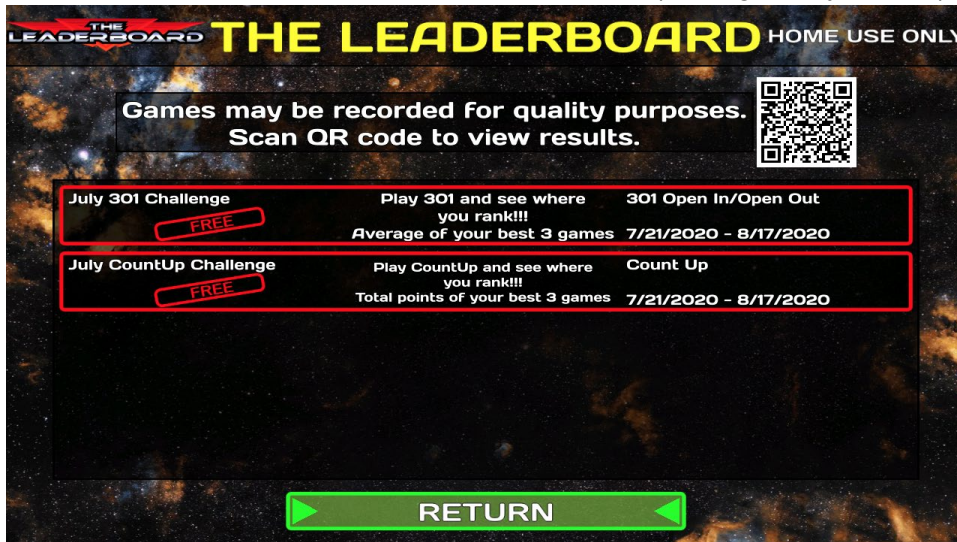 THE
LEADERBOARD
THE LEADERBOARD
HOME USE ONLY
Games may be recorded for quality purposes.
Scan QR code to view results.
July 301 Challenge
FREE
Play 301 and see where
you rank!!!
Average of your best 3 games
301 Open In/Open Out
7/21/2020 - 8/17/2020
July CountUp Challenge
FREE
Play CountUp and see where
you rank!!!
Total points of your best 3 games
Count Up
7/21/2020 - 8/17/2020
RETURN